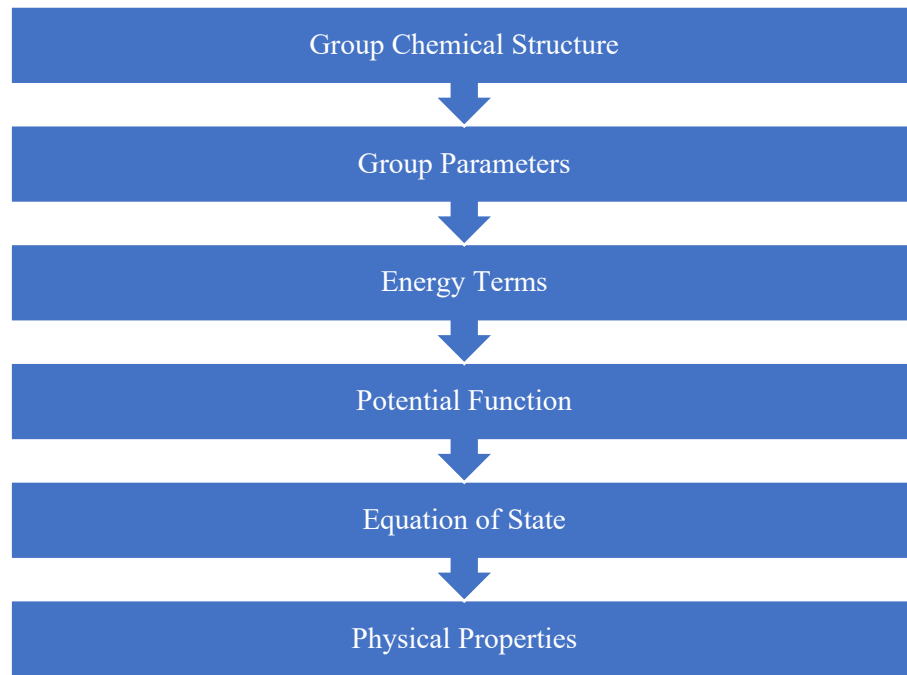 Group Chemical Structure
Group Parameters
Energy Terms
Potential Function
Equation of State
Physical Properties